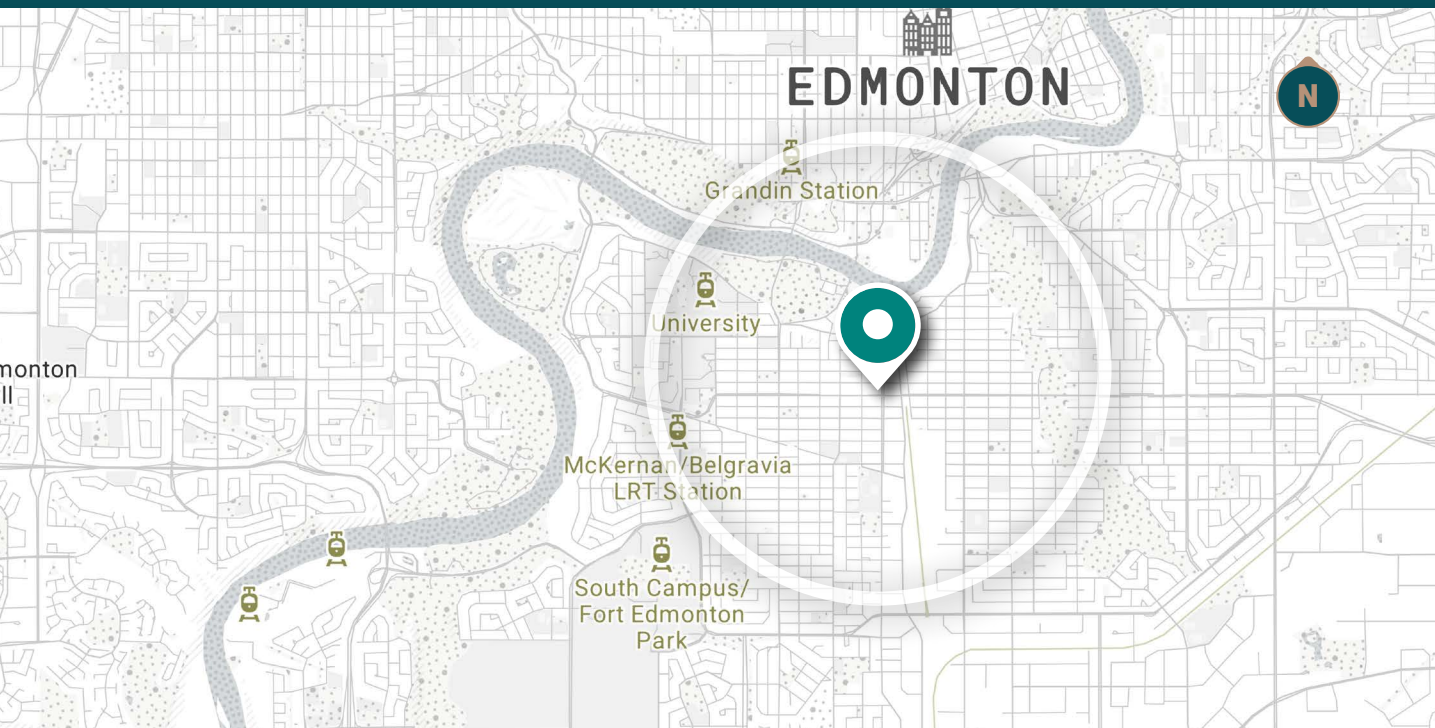 EDMONTON
N
Grandin Station
University
monton
ll
McKernan/Belgravia
LRT Station
South Campus/
Fort Edmonton
Park